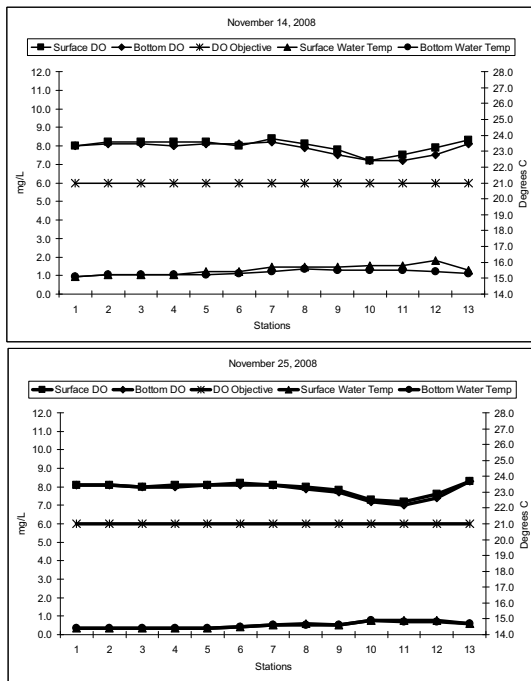 November 14, 2008
Surface DO Bottom DO DO Objective Surface Water Temp Bottom Water Temp
12.0 28.0
11.0 27.0
10.0 26.0
9.0 25.0
8.0 24.0
7.0 23.0
6.0 22.0
5.0 21.0
4.0 20.0
3.0 19.0
2.0 18.0
1.0 17.0
0.0 16.0
15.0
14.0
mg/L
Degrees C
1 2 3 4 5 6 7 8 9 10 11 12 13
Stations
November 25, 2008
Surface DO Bottom DO DO Objective Surface Water Temp Bottom Water Temp
12.0 28.0
11.0 27.0
10.0 26.0
9.0 25.0
8.0 24.0
7.0 23.0
6.0 22.0
5.0 21.0
4.0 20.0
3.0 19.0
2.0 18.0
1.0 17.0
0.0 16.0
15.0
14.0
mg/L
Degrees C
1 2 3 4 5 6 7 8 9 10 11 12 13
Stations